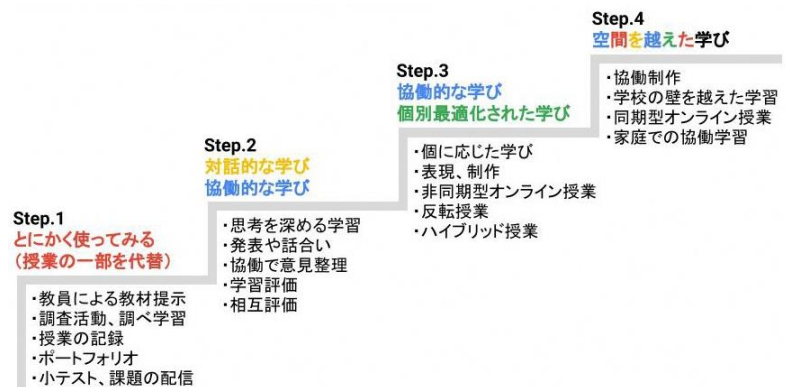 Step.1
とにかく使ってみる
（授業の一部を代替）
・教員による教材提示
・調査活動、調べ学習
・授業の記録
・ポートフォリオ
・小テスト、課題の配信
Step.2
対話的な学び
協働的な学び
・思考を深める学習
・発表や話合い
・協働で意見整理
・学習評価
・相互評価
Step.3
協働的な学び
個別最適化された学び
・個に応じた学び
・表現、制作
・非同期型オンライン授業
・反転授業
・ハイブリッド授業
Step.4
空間を越えた学び
・協働制作
・学校の壁を越えた学習
・同期型オンライン授業
・家庭での協働学習